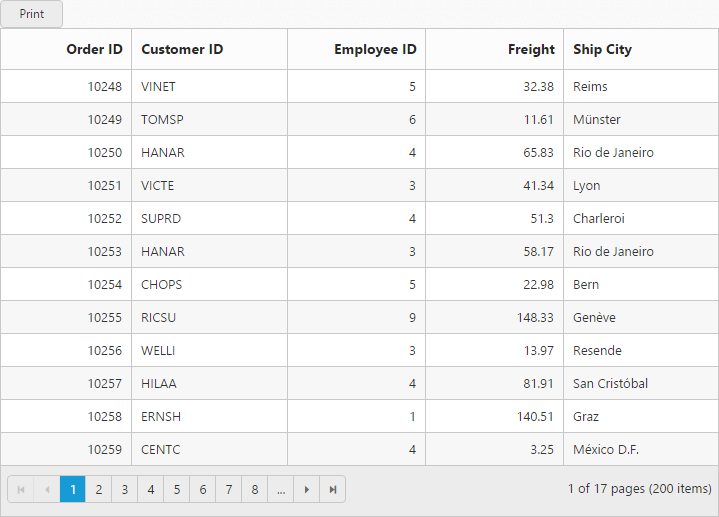 Print
Order ID Customer ID Employee ID Freight Ship City
10248 VINET 5 32.38 Reims
10249 TOMSP 6 11.61 Münster
10250 HANAR 4 65.83 Rio de Janeiro
10251 VICTE 3 41.34 Lyon
10252 SUPRD 4 51.3 Charleroi
10253 HANAR 3 58.17 Rio de Janeiro
10254 CHOPS 5 22.98 Bern
10255 RICSU 9 148.33 Genève
10256 WELLI 3 13.97 Resende
10257 HILAA 4 81.91 San Cristóbal
10258 ERNSH 1 140.51 Graz
10259 CENTC 4 3.25 México D.F.
1 2 3 4 5 6 7 8 ... 1 of 17 pages (200 items)